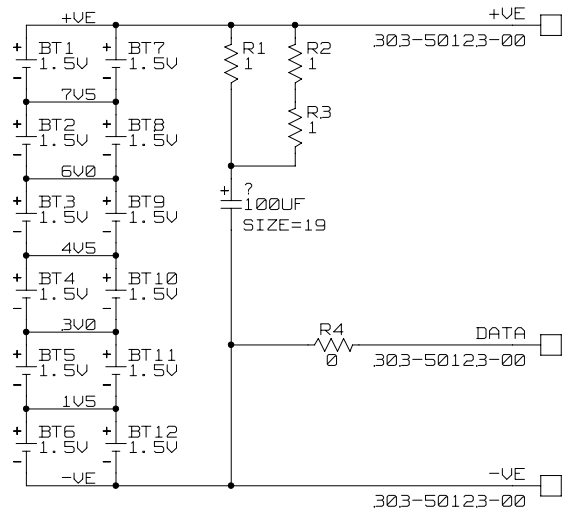 +VE
+VE
303-50123-00
+ BT1
1.5V
-
+ BT7
1.5V
-
R1
1
R2
1
7V5
+ BT2
1.5V
-
+ BT8
1.5V
-
R3
1
6V0
+ BT3
1.5V
-
+ BT9
1.5V
-
+ ?
100UF
SIZE=19
4V5
+ BT4
1.5V
-
+ BT10
1.5V
-
3V0
R4
0
DATA
303-50123-00
+ BT5
1.5V
-
+ BT11
1.5V
-
1V5
+ BT6
1.5V
-
+ BT12
1.5V
-
-VE
-VE
303-50123-00